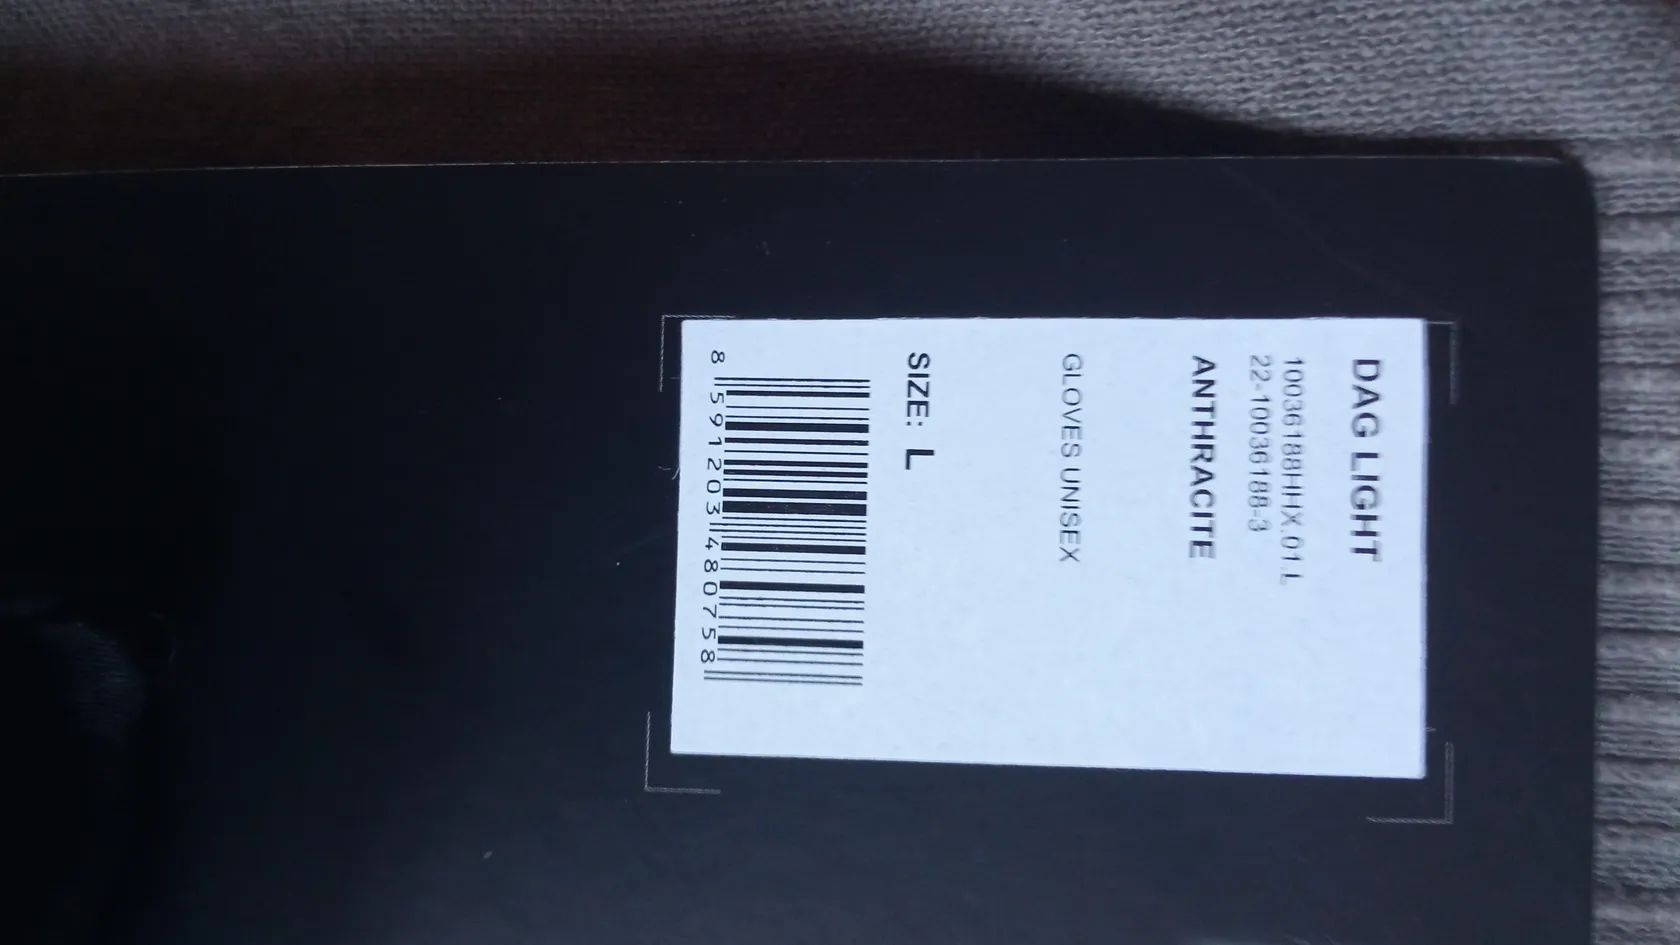 DAG LIGHT
10036188HHX.01.L
22-10036188-3
ANTHRACITE
GLOVES UNISEX
SIZE: L
8 591203 480758